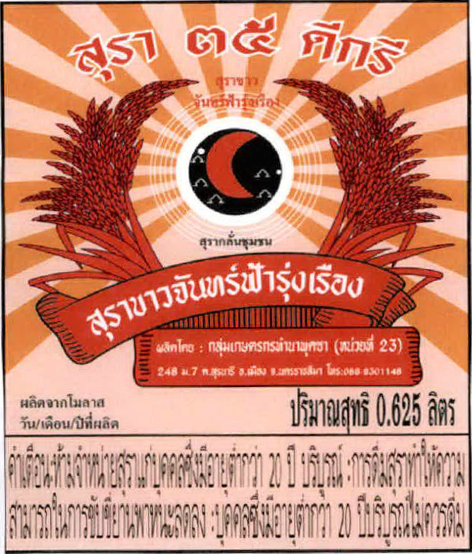 สุรา ๓๕ ดีกรี
สุราขาว
จันทร์ฟ้ารุ่งเรือง
สุรากลั่นชุมชน
สุราขาวจันทร์ฟ้ารุ่งเรือง
ผลิตโดย : กลุ่มเกษตรกรทำนาพุดซา (หน่วยที่ 23)
248 ม.7 ต.สุรนารี อ.เมือง จ.นครราชสีมา โทร:086-8301148
ผลิตจากโมลาส
วัน/เดือน/ปีที่ผลิต
ปริมาณสุทธิ 0.625 ลิตร
คำเตือน:ห้ามจำหน่ายสุราแก่บุคคลซึ่งมีอายุต่ำกว่า 20 ปี บริบูรณ์ :การดื่มสุราทำให้ความ
สามารถในการขับขี่ยานพาหนะลดลง :บุคคลซึ่งมีอายุต่ำกว่า 20 ปีบริบูรณ์ไม่ควรดื่ม